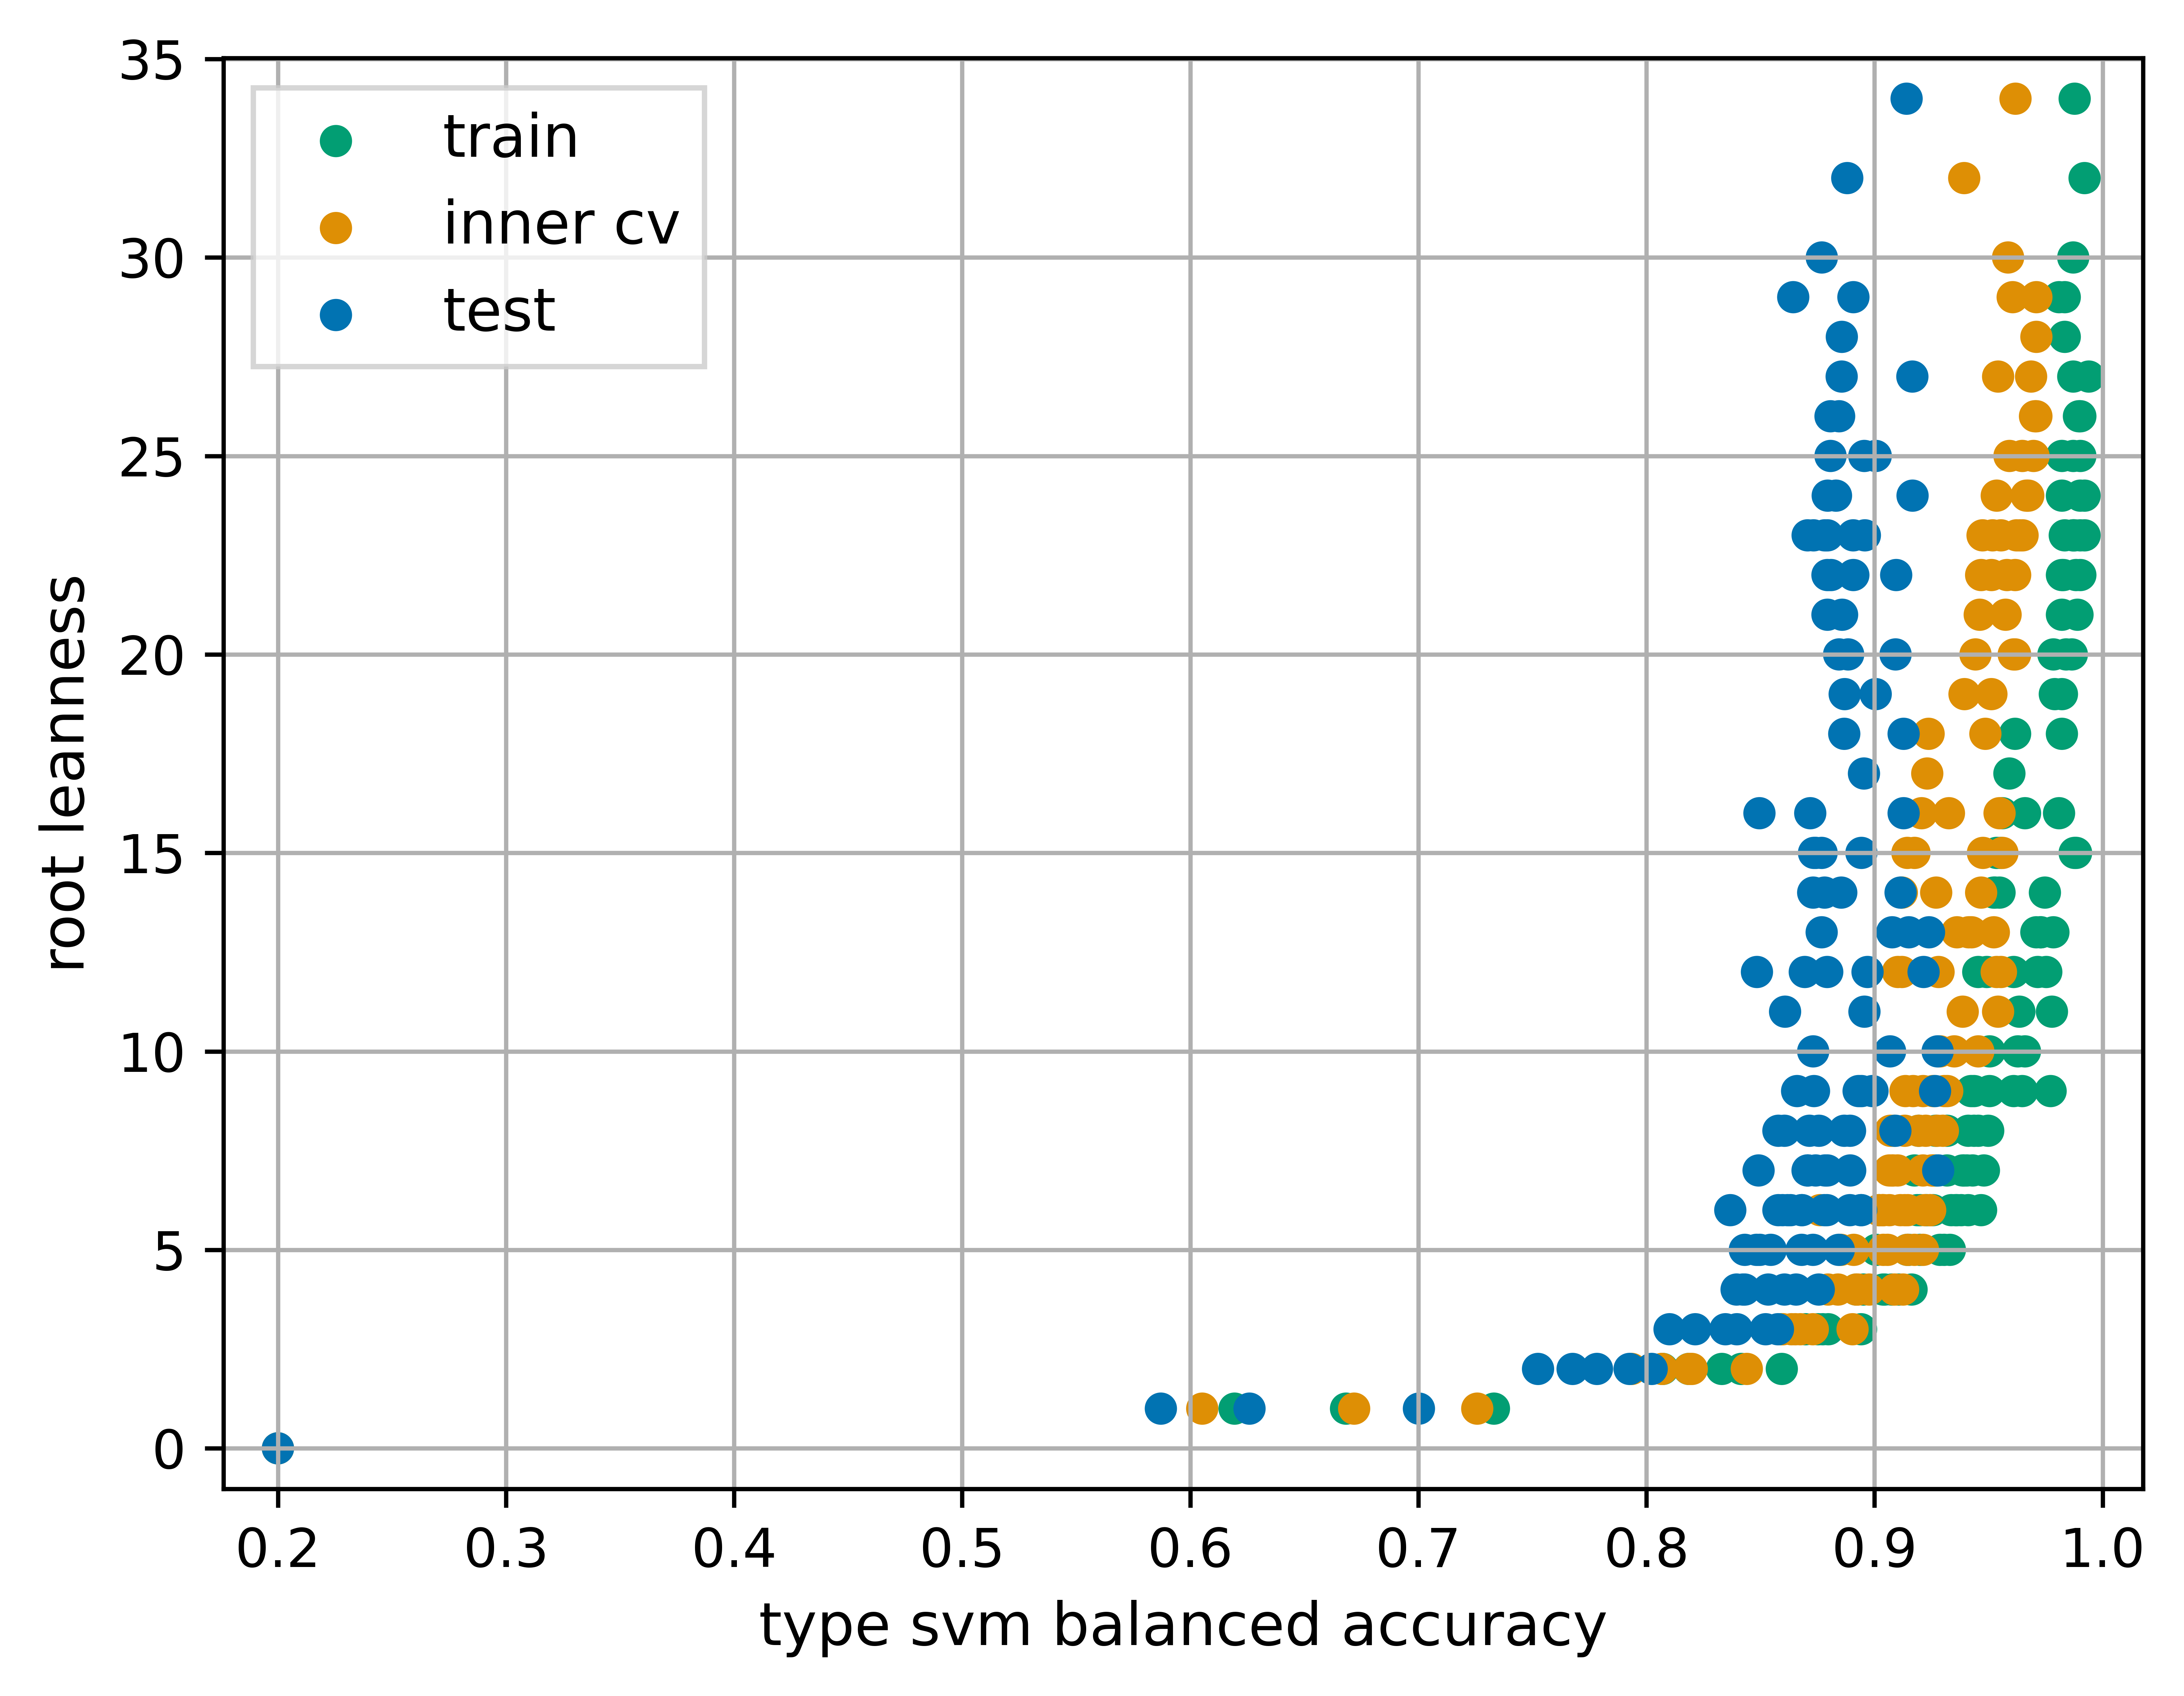 35
30
25
20
15
10
5
0
root leanness
train
inner cv
test
0.2 0.3 0.4 0.5 0.6 0.7 0.8 0.9 1.0
type svm balanced accuracy